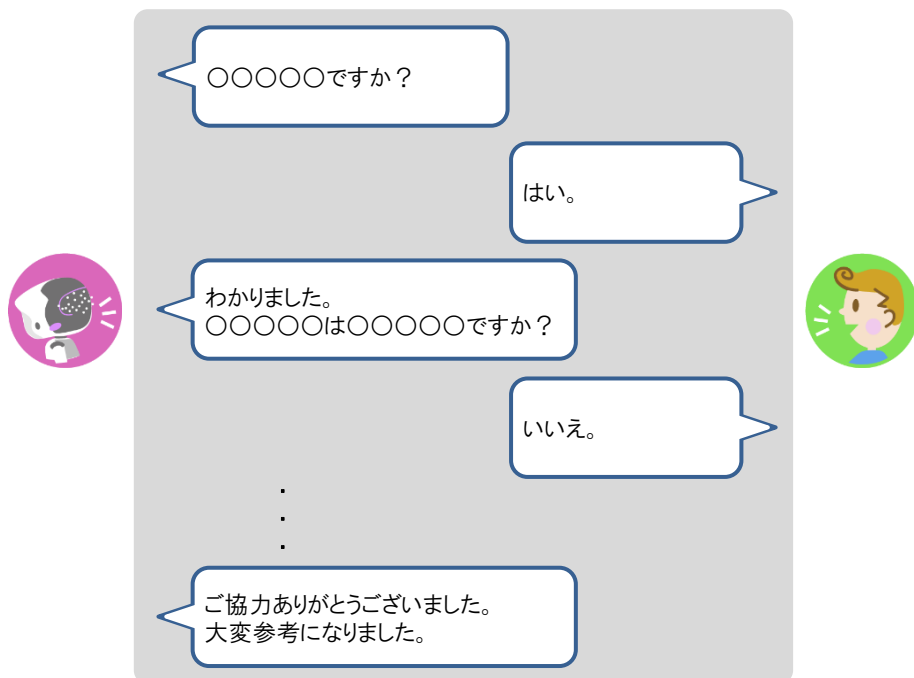 ○○○○○ですか？
はい。
わかりました。
○○○○○は○○○○○ですか？
いいえ。
・
・
・
ご協力ありがとうございました。
大変参考になりました。